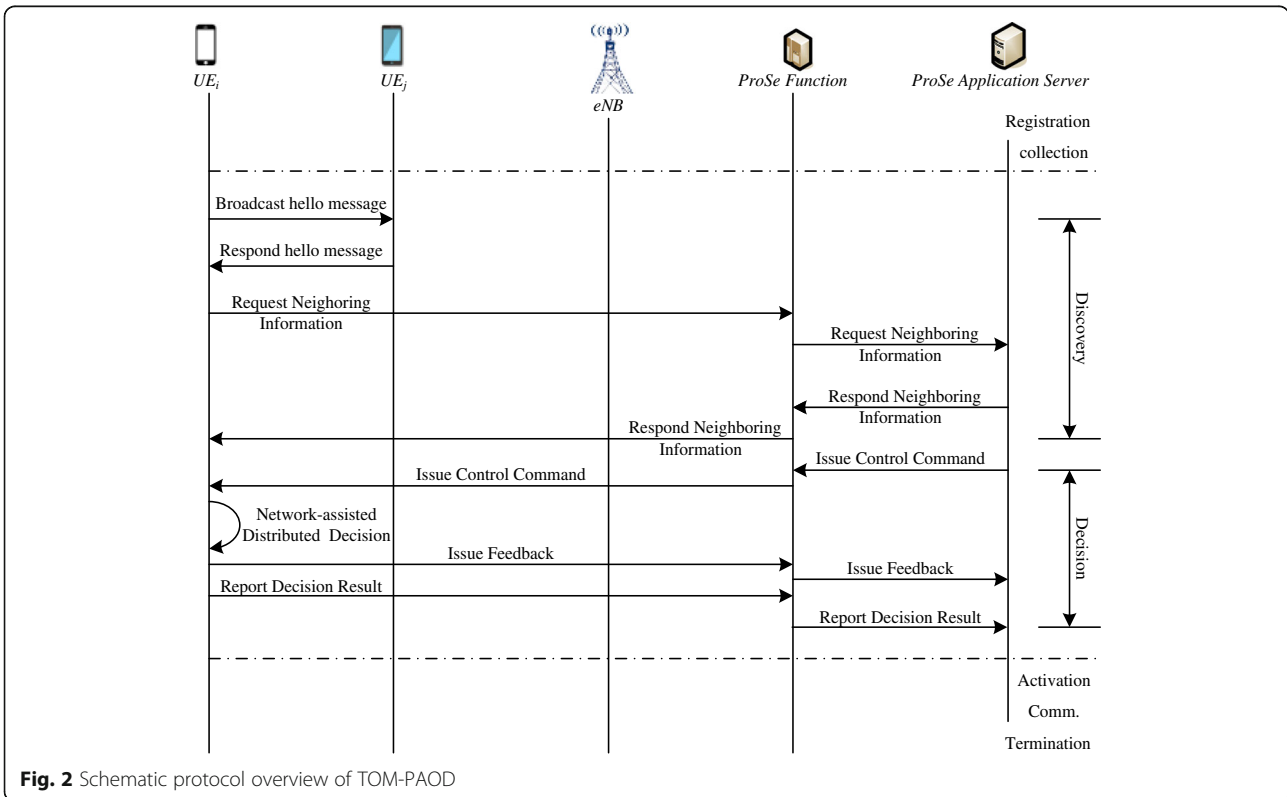 UEi
UEj
eNB
ProSe Function
ProSe Application Server
Registration
collection
Broadcast hello message
Respond hello message
Request Neighoring
Information
Request Neighboring
Information
Respond Neighboring
Information
Respond Neighboring
Information
Discovery
Issue Control Command
Issue Control Command
Network-assisted
Distributed Decision
Issue Feedback
Issue Feedback
Report Decision Result
Report Decision Result
Decision
Activation
Comm.
Termination
Fig. 2 Schematic protocol overview of TOM-PAOD